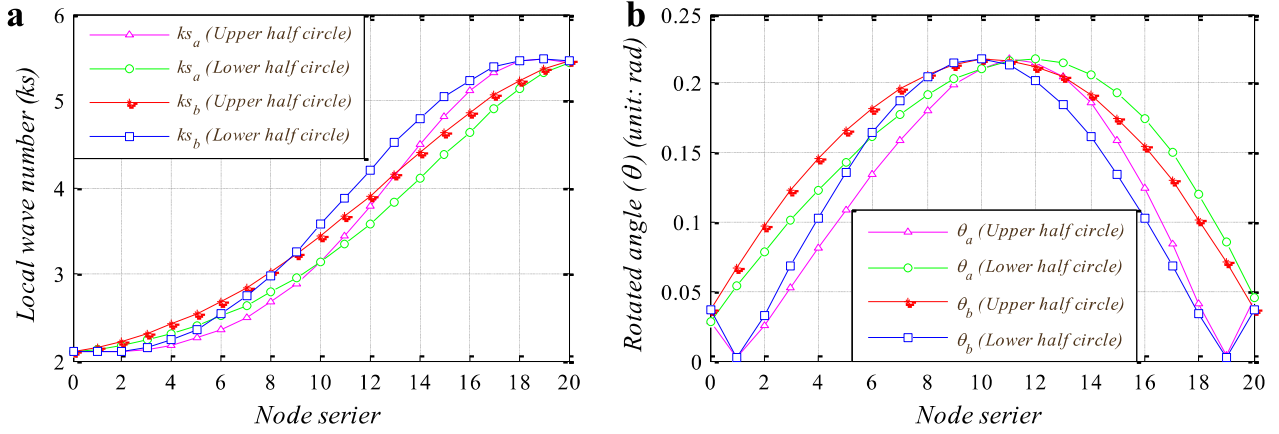 a
6
5
4
3
2
Local wave number (ks)
ks_a (Upper half circle)
ks_a (Lower half circle)
ks_b (Upper half circle)
ks_b (Lower half circle)
0 2 4 6 8 10 12 14 16 18 20
Node serier
b
0.25
0.2
0.15
0.1
0.05
0
Rotated angle (θ) (unit: rad)
θ_a (Upper half circle)
θ_a (Lower half circle)
θ_b (Upper half circle)
θ_b (Lower half circle)
0 2 4 6 8 10 12 14 16 18 20
Node serier